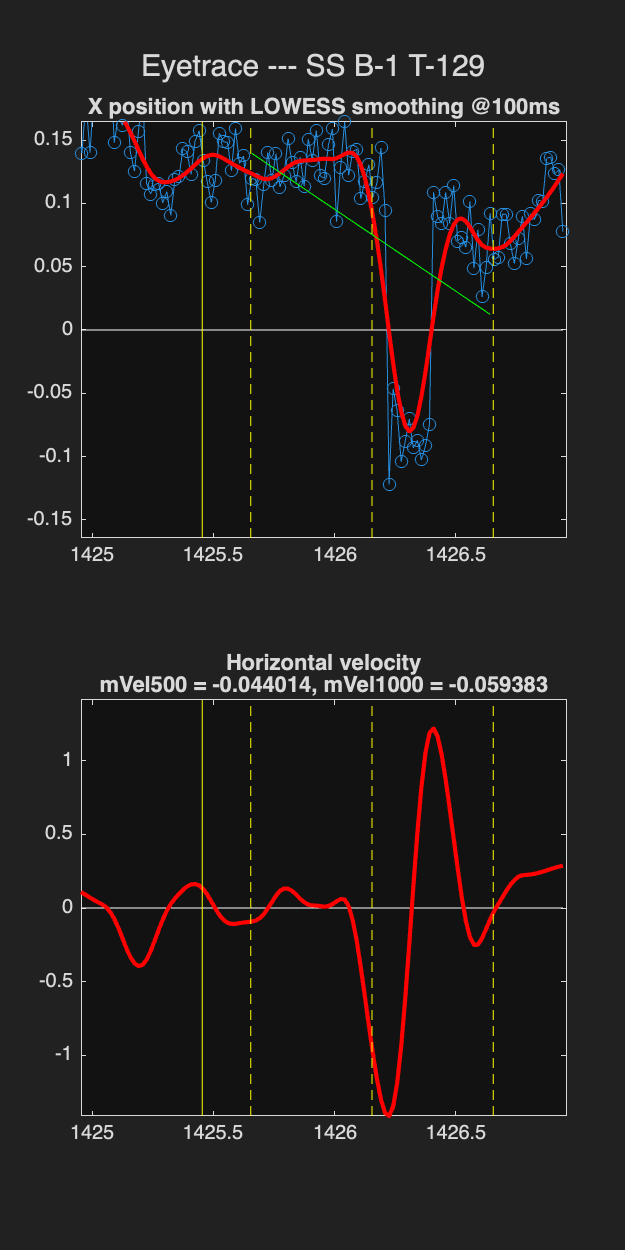 Eyetrace --- SS B-1 T-129
X position with LOWESS smoothing @100ms
0.15
0.1
0.05
0
-0.05
-0.1
-0.15
1425 1425.5 1426 1426.5
Horizontal velocity
mVel500 = -0.044014, mVel1000 = -0.059383
1
0.5
0
-0.5
-1
1425 1425.5 1426 1426.5